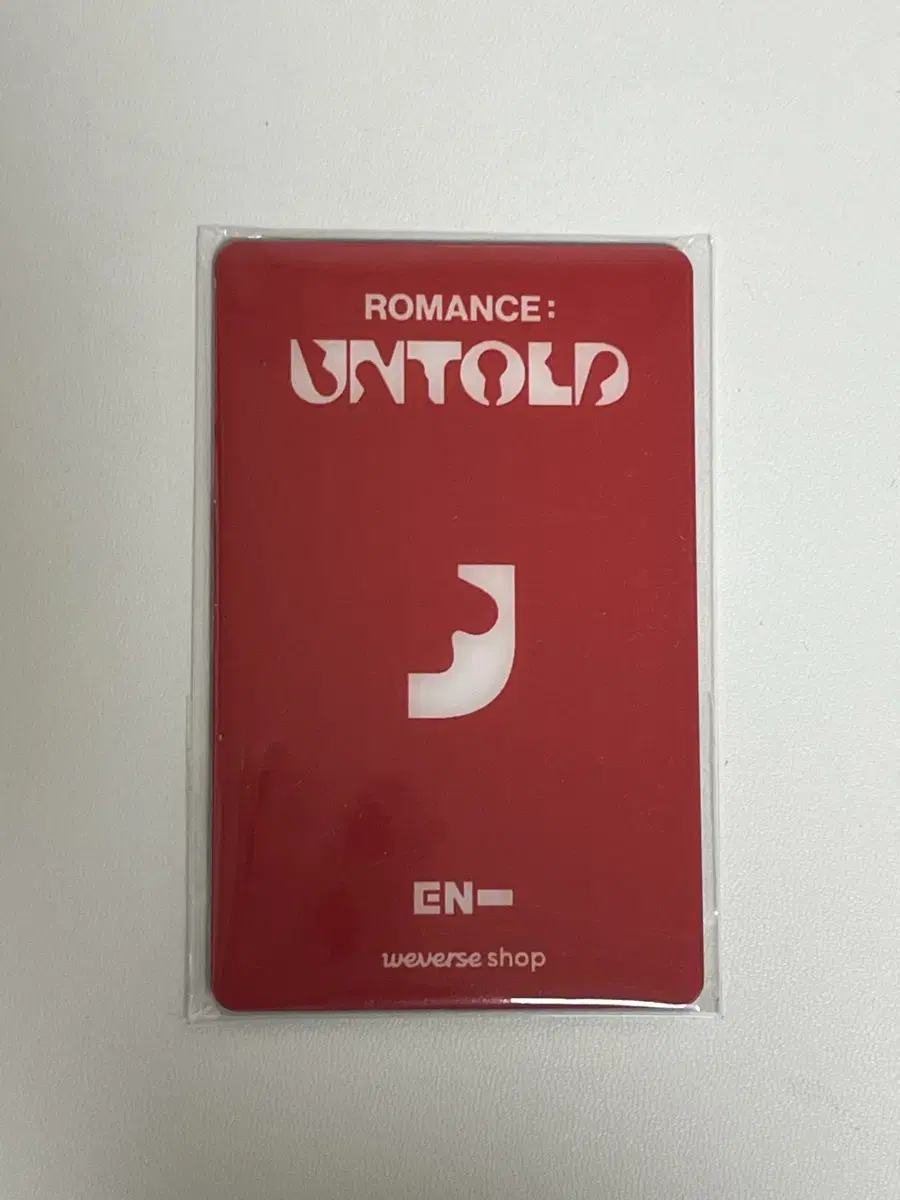 ROMANCE:
UNTOLD
J
EN-
weverse shop